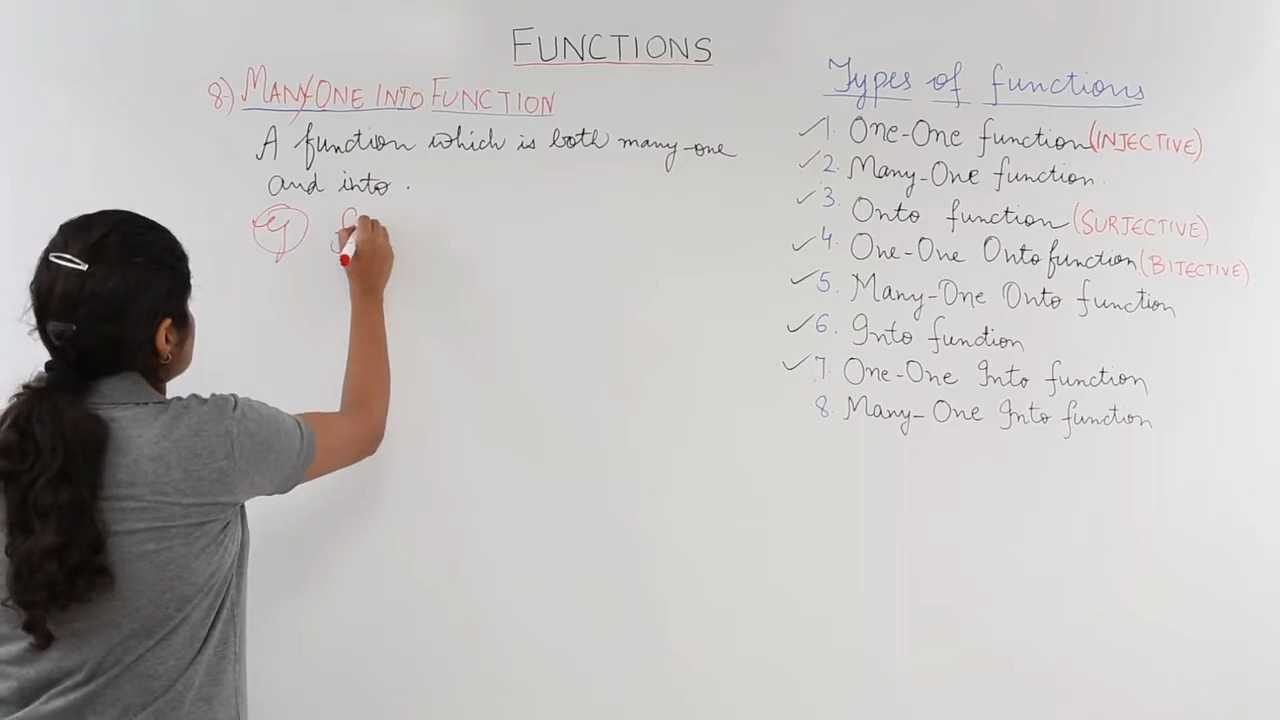 FUNCTIONS
8) MANY-ONE INTO FUNCTION
A function which is both many-one
and into.
eg f
Types of functions
1. One-One function (INJECTIVE)
2. Many-One function.
3. Onto function (SURJECTIVE)
4. One-One Onto function (BIJECTIVE)
5. Many-One Onto function
6. Into function
7. One-One Into function
8. Many-One Into function